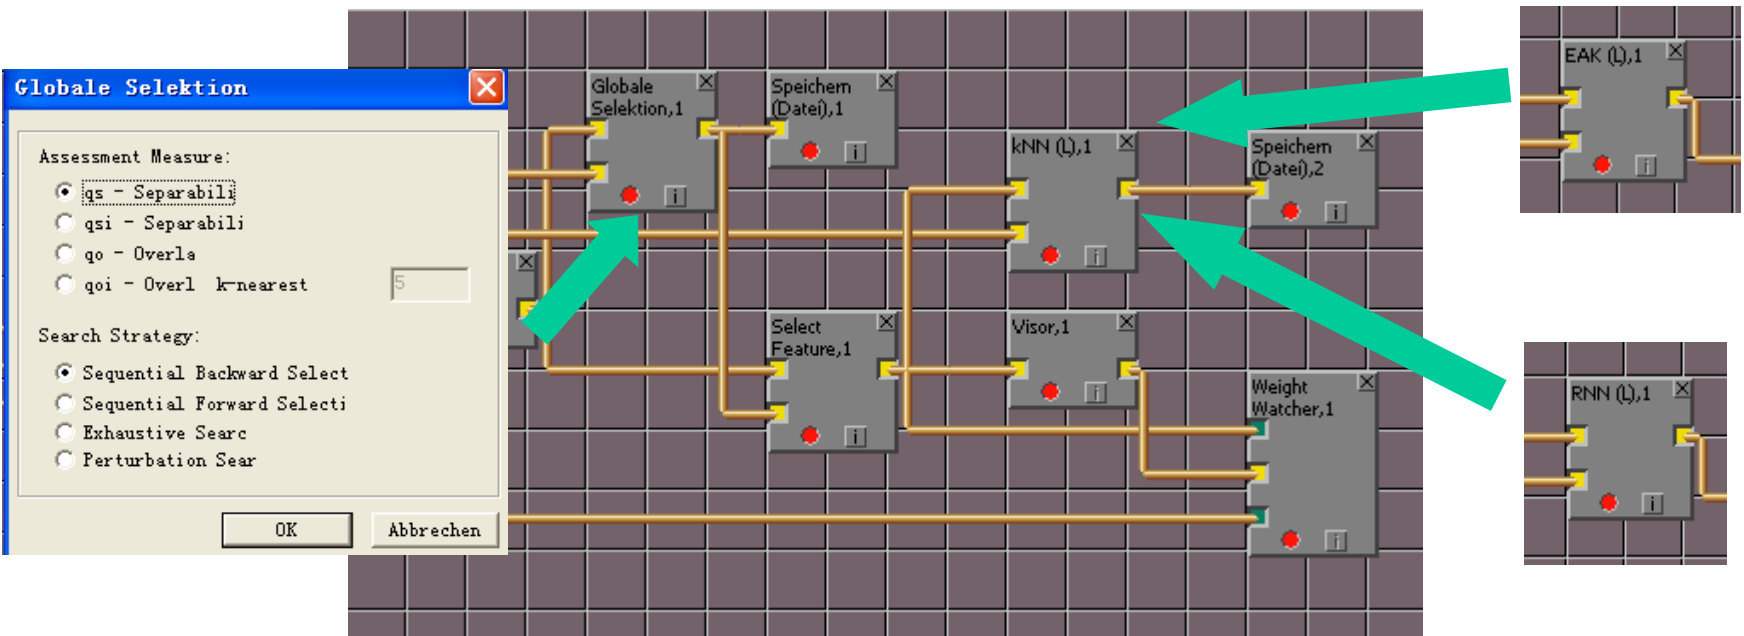 Globale Selektion
Assessment Measure:
qs - Separabili
qsi - Separabili
qo - Overla
qoi - Overl k-nearest
5
Search Strategy:
Sequential Backward Select
Sequential Forward Selecti
Exhaustive Searc
Perturbation Sear
OK
Abbrechen
Globale
Selektion,1
i
Speichern
(Datei),1
i
kNN (L),1
i
Speichern
(Datei),2
i
Select
Feature,1
i
Visor,1
i
Weight
Watcher,1
i
EAK (L),1
i
RNN (L),1
i